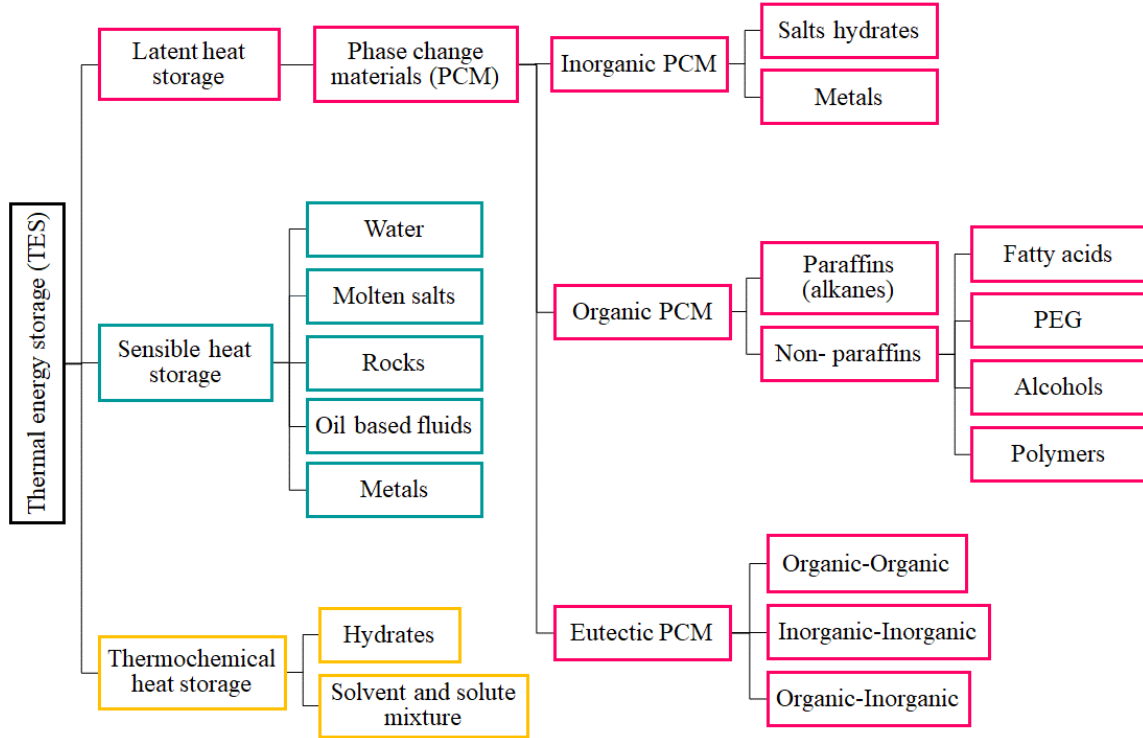 Thermal energy storage (TES)
Latent heat
storage
Phase change
materials (PCM)
Inorganic PCM
Salts hydrates
Metals
Organic PCM
Paraffins
(alkanes)
Non- paraffins
Fatty acids
PEG
Alcohols
Polymers
Eutectic PCM
Organic-Organic
Inorganic-Inorganic
Organic-Inorganic
Sensible heat
storage
Water
Molten salts
Rocks
Oil based fluids
Metals
Thermochemical
heat storage
Hydrates
Solvent and solute
mixture